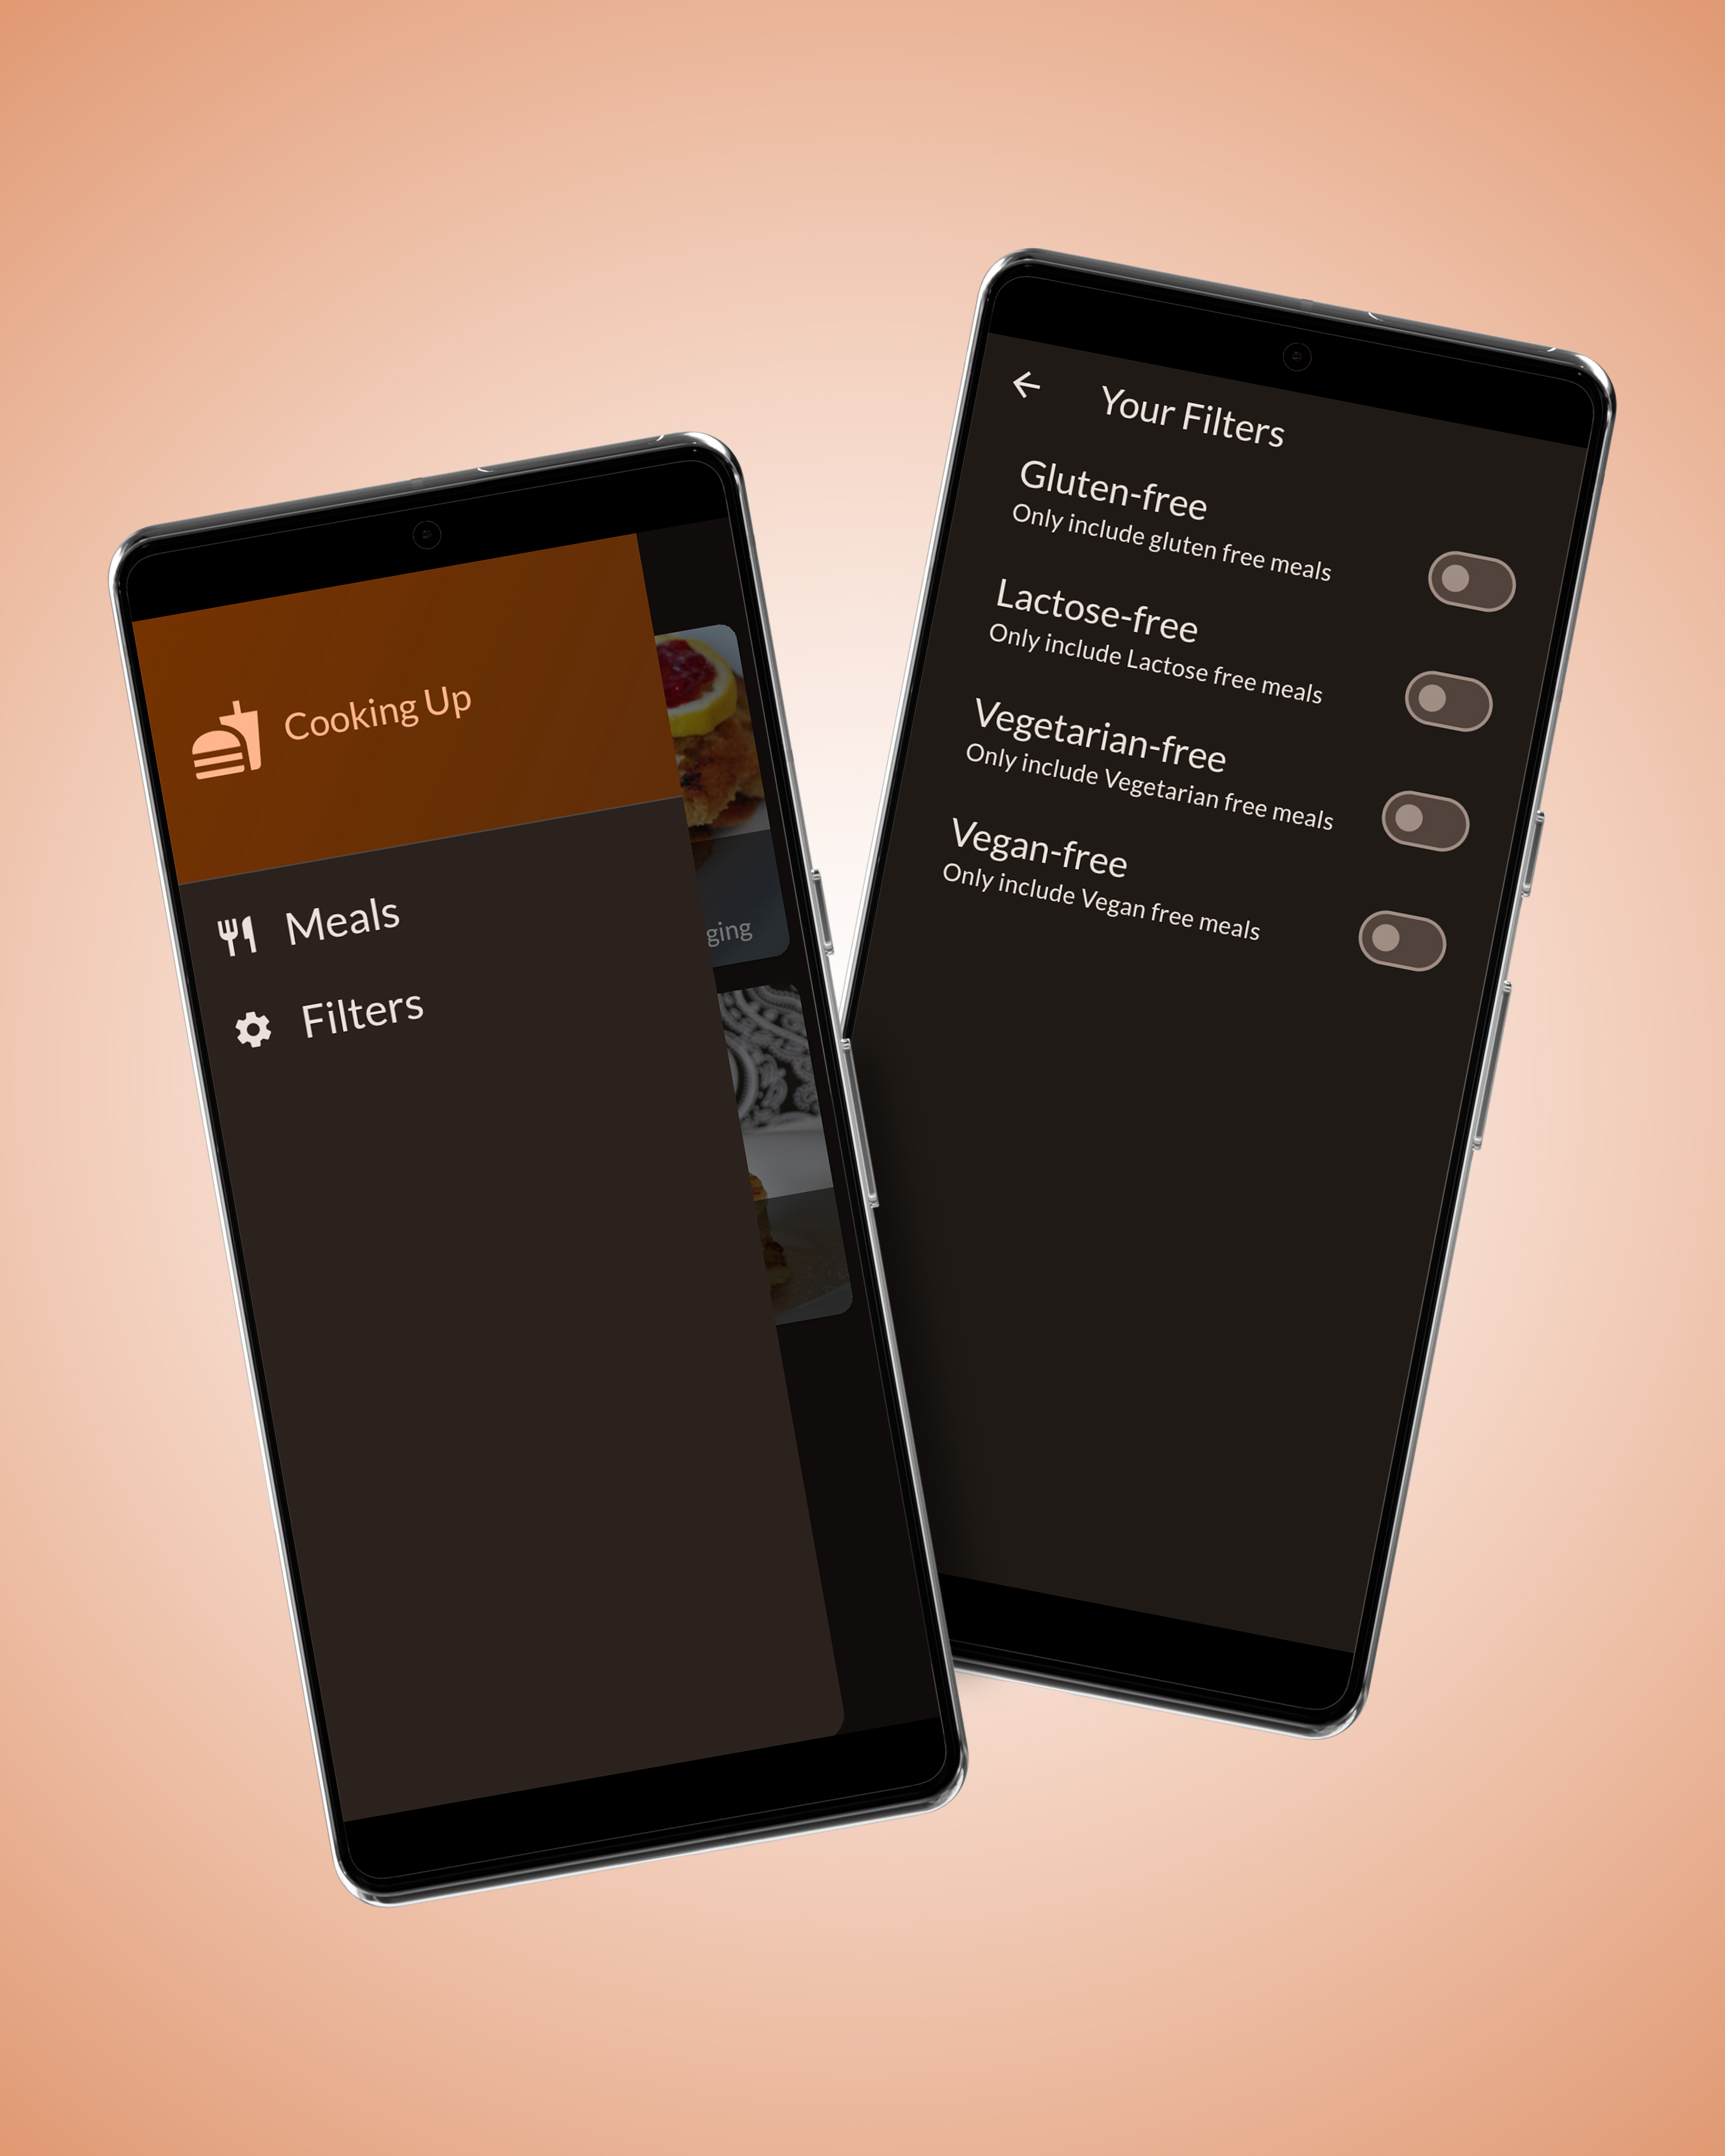 Cooking Up
Meals
Filters
ging
Your Filters
Gluten-free
Only include gluten free meals
Lactose-free
Only include Lactose free meals
Vegetarian-free
Only include Vegetarian free meals
Vegan-free
Only include Vegan free meals